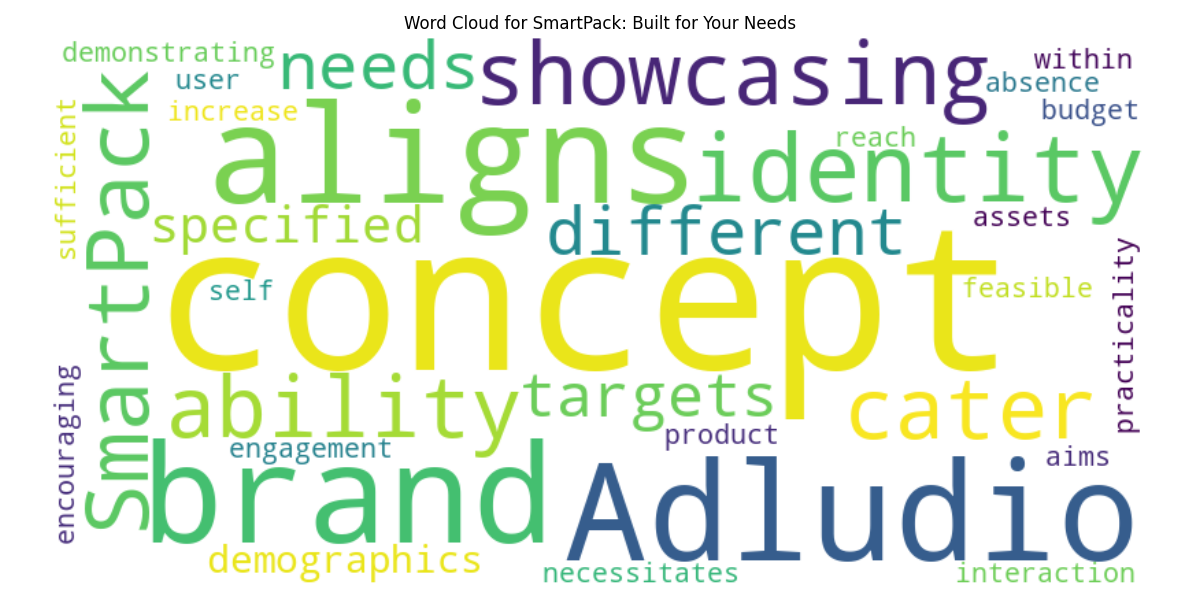 Word Cloud for SmartPack: Built for Your Needs
demonstrating
needs
showcasing
within
user
absence
increase
budget
sufficient
SmartPack
aligns
reach
identity
specified
different
assets
concept
self
feasible
practicality
encouraging
ability
targets
cater
product
engagement
aims
brand
Adludio
demographics
necessitates
interaction